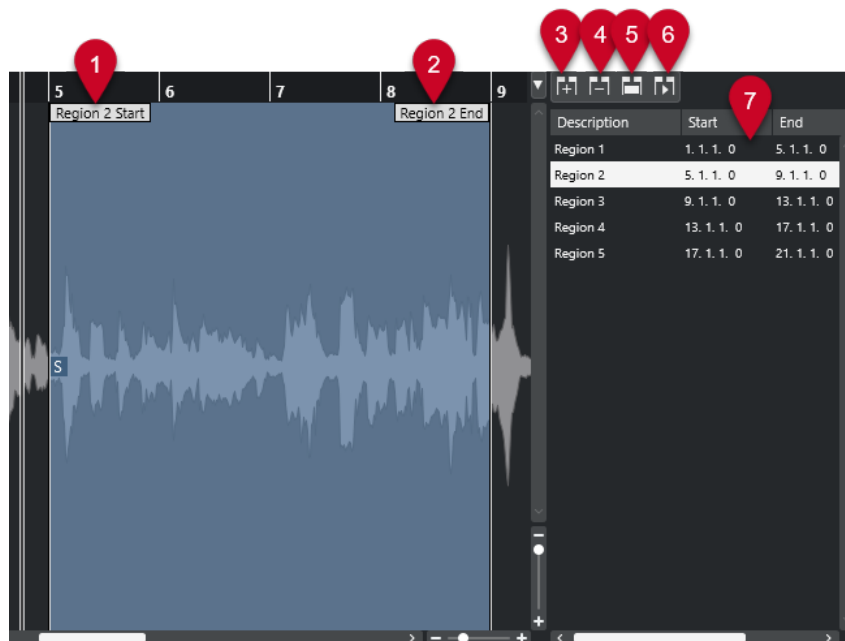 1
2
3
4
5
6
7
5 6 7 8 9
Region 2 Start
Region 2 End
S
Description Start End
Region 1 1. 1. 1. 0 5. 1. 1. 0
Region 2 5. 1. 1. 0 9. 1. 1. 0
Region 3 9. 1. 1. 0 13. 1. 1. 0
Region 4 13. 1. 1. 0 17. 1. 1. 0
Region 5 17. 1. 1. 0 21. 1. 1. 0